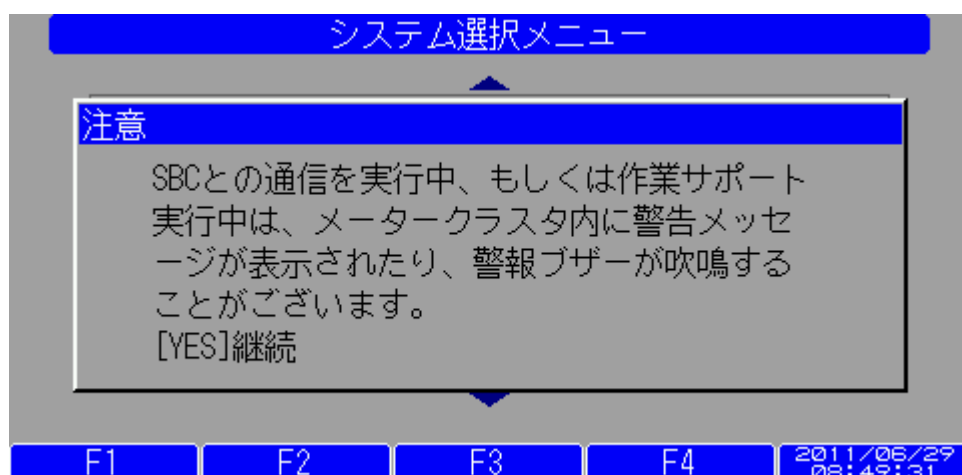 システム選択メニュー
注意
SBCとの通信を実行中、もしくは作業サポート
実行中は、メータークラスタ内に警告メッセ
ージが表示されたり、警報ブザーが吹鳴する
ことがございます。
[YES]継続
F1 F2 F3 F4 2011/06/29
08:49:31